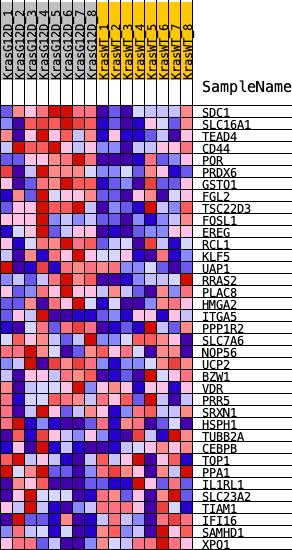 KrasG12D_1
KrasG12D_2
KrasG12D_3
KrasG12D_4
KrasG12D_5
KrasG12D_6
KrasG12D_7
KrasG12D_8
KrasWT_1
KrasWT_2
KrasWT_3
KrasWT_4
KrasWT_5
KrasWT_6
KrasWT_7
KrasWT_8
SampleName
SDC1
SLC16A1
TEAD4
CD44
POR
PRDX6
GSTO1
FGL2
TSC22D3
FOSL1
EREG
RCL1
KLF5
UAP1
RRAS2
PLAC8
HMGA2
ITGA5
PPP1R2
SLC7A6
NOP56
UCP2
BZW1
VDR
PRR5
SRXN1
HSPH1
TUBB2A
CEBPB
TOP1
PPA1
IL1RL1
SLC23A2
TIAM1
IFI16
SAMHD1
XPO1